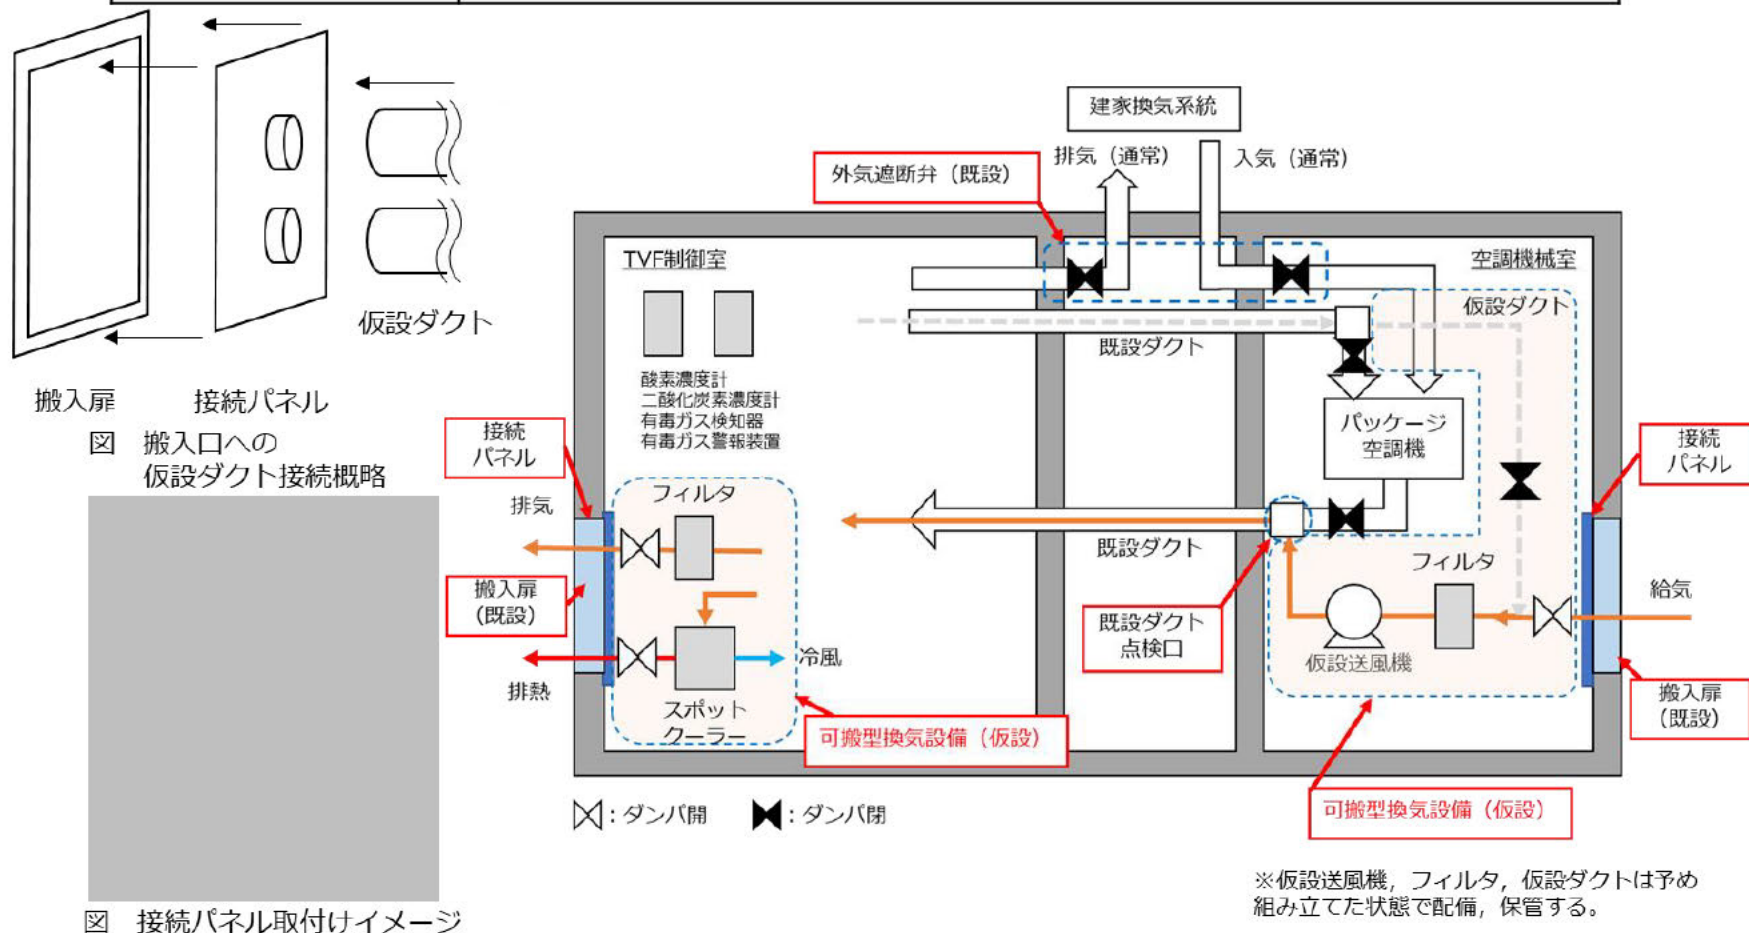 仮設ダクト
搬入扉
接続パネル
図 搬入口への
仮設ダクト接続概略
図 接続パネル取付けイメージ
建家換気系統
排気（通常）
入気（通常）
外気遮断弁（既設）
TVF制御室
空調機械室
仮設ダクト
既設ダクト
酸素濃度計
二酸化炭素濃度計
有毒ガス検知器
有毒ガス警報装置
パッケージ
空調機
接続
パネル
接続
パネル
排気
フィルタ
既設ダクト
フィルタ
搬入扉
（既設）
給気
既設ダクト
点検口
仮設送風機
冷風
排熱
スポット
クーラー
搬入扉
（既設）
可搬型換気設備（仮設）
可搬型換気設備（仮設）
：ダンパ開
：ダンパ閉
※仮設送風機，フィルタ，仮設ダクトは予め
組み立てた状態で配備，保管する。